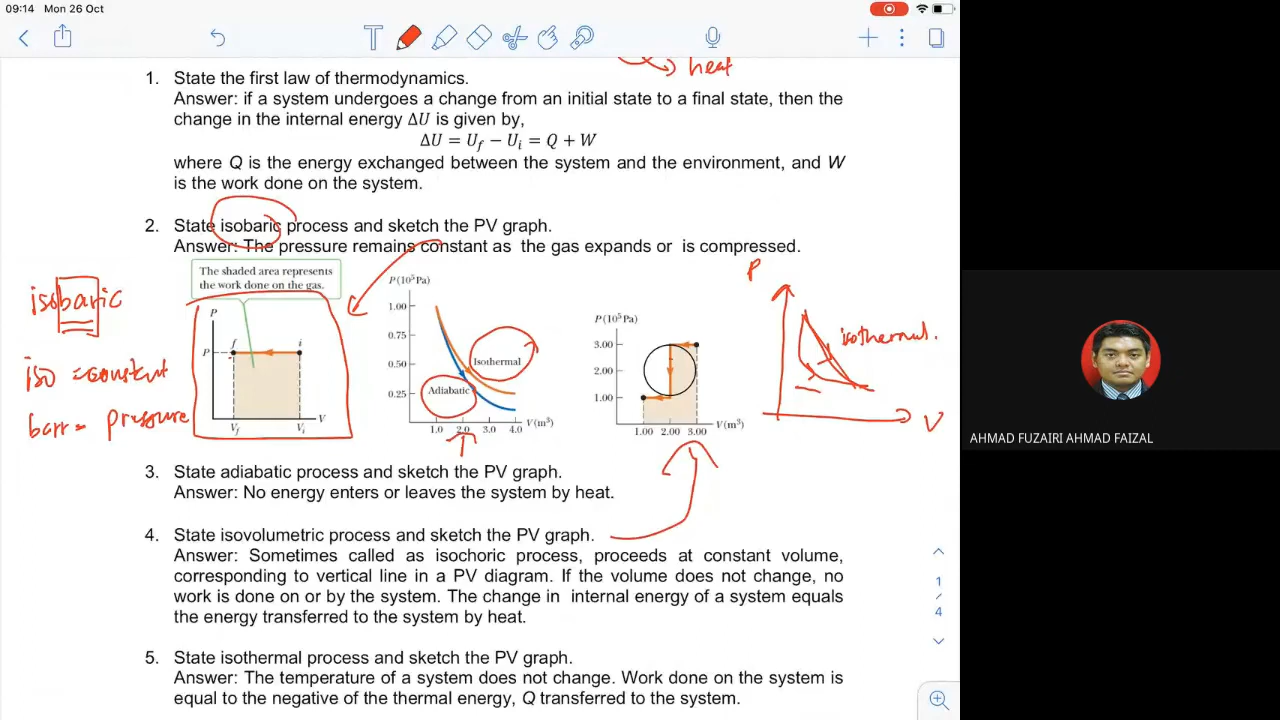 09:14 Mon 26 Oct
heat
1. State the first law of thermodynamics.
Answer: if a system undergoes a change from an initial state to a final state, then the
change in the internal energy ΔU is given by,
ΔU = U_f − U_i = Q + W
where Q is the energy exchanged between the system and the environment, and W
is the work done on the system.
2. State isobaric process and sketch the PV graph.
Answer: The pressure remains constant as the gas expands or is compressed.
isobaric
iso = constant
barr = pressure
The shaded area represents
the work done on the gas.
P
f i
P
V
V_f V_i
P(10⁵Pa)
1.00
0.75
0.50
0.25
Isothermal
Adiabatic
1.0 2.0 3.0 4.0 V(m³)
P(10⁵Pa)
3.00
2.00
1.00
1.00 2.00 3.00 V(m³)
P
isothermal.
V
3. State adiabatic process and sketch the PV graph.
Answer: No energy enters or leaves the system by heat.
4. State isovolumetric process and sketch the PV graph.
Answer: Sometimes called as isochoric process, proceeds at constant volume,
corresponding to vertical line in a PV diagram. If the volume does not change, no
work is done on or by the system. The change in internal energy of a system equals
the energy transferred to the system by heat.
5. State isothermal process and sketch the PV graph.
Answer: The temperature of a system does not change. Work done on the system is
equal to the negative of the thermal energy, Q transferred to the system.
1
/
4
AHMAD FUZAIRI AHMAD FAIZAL